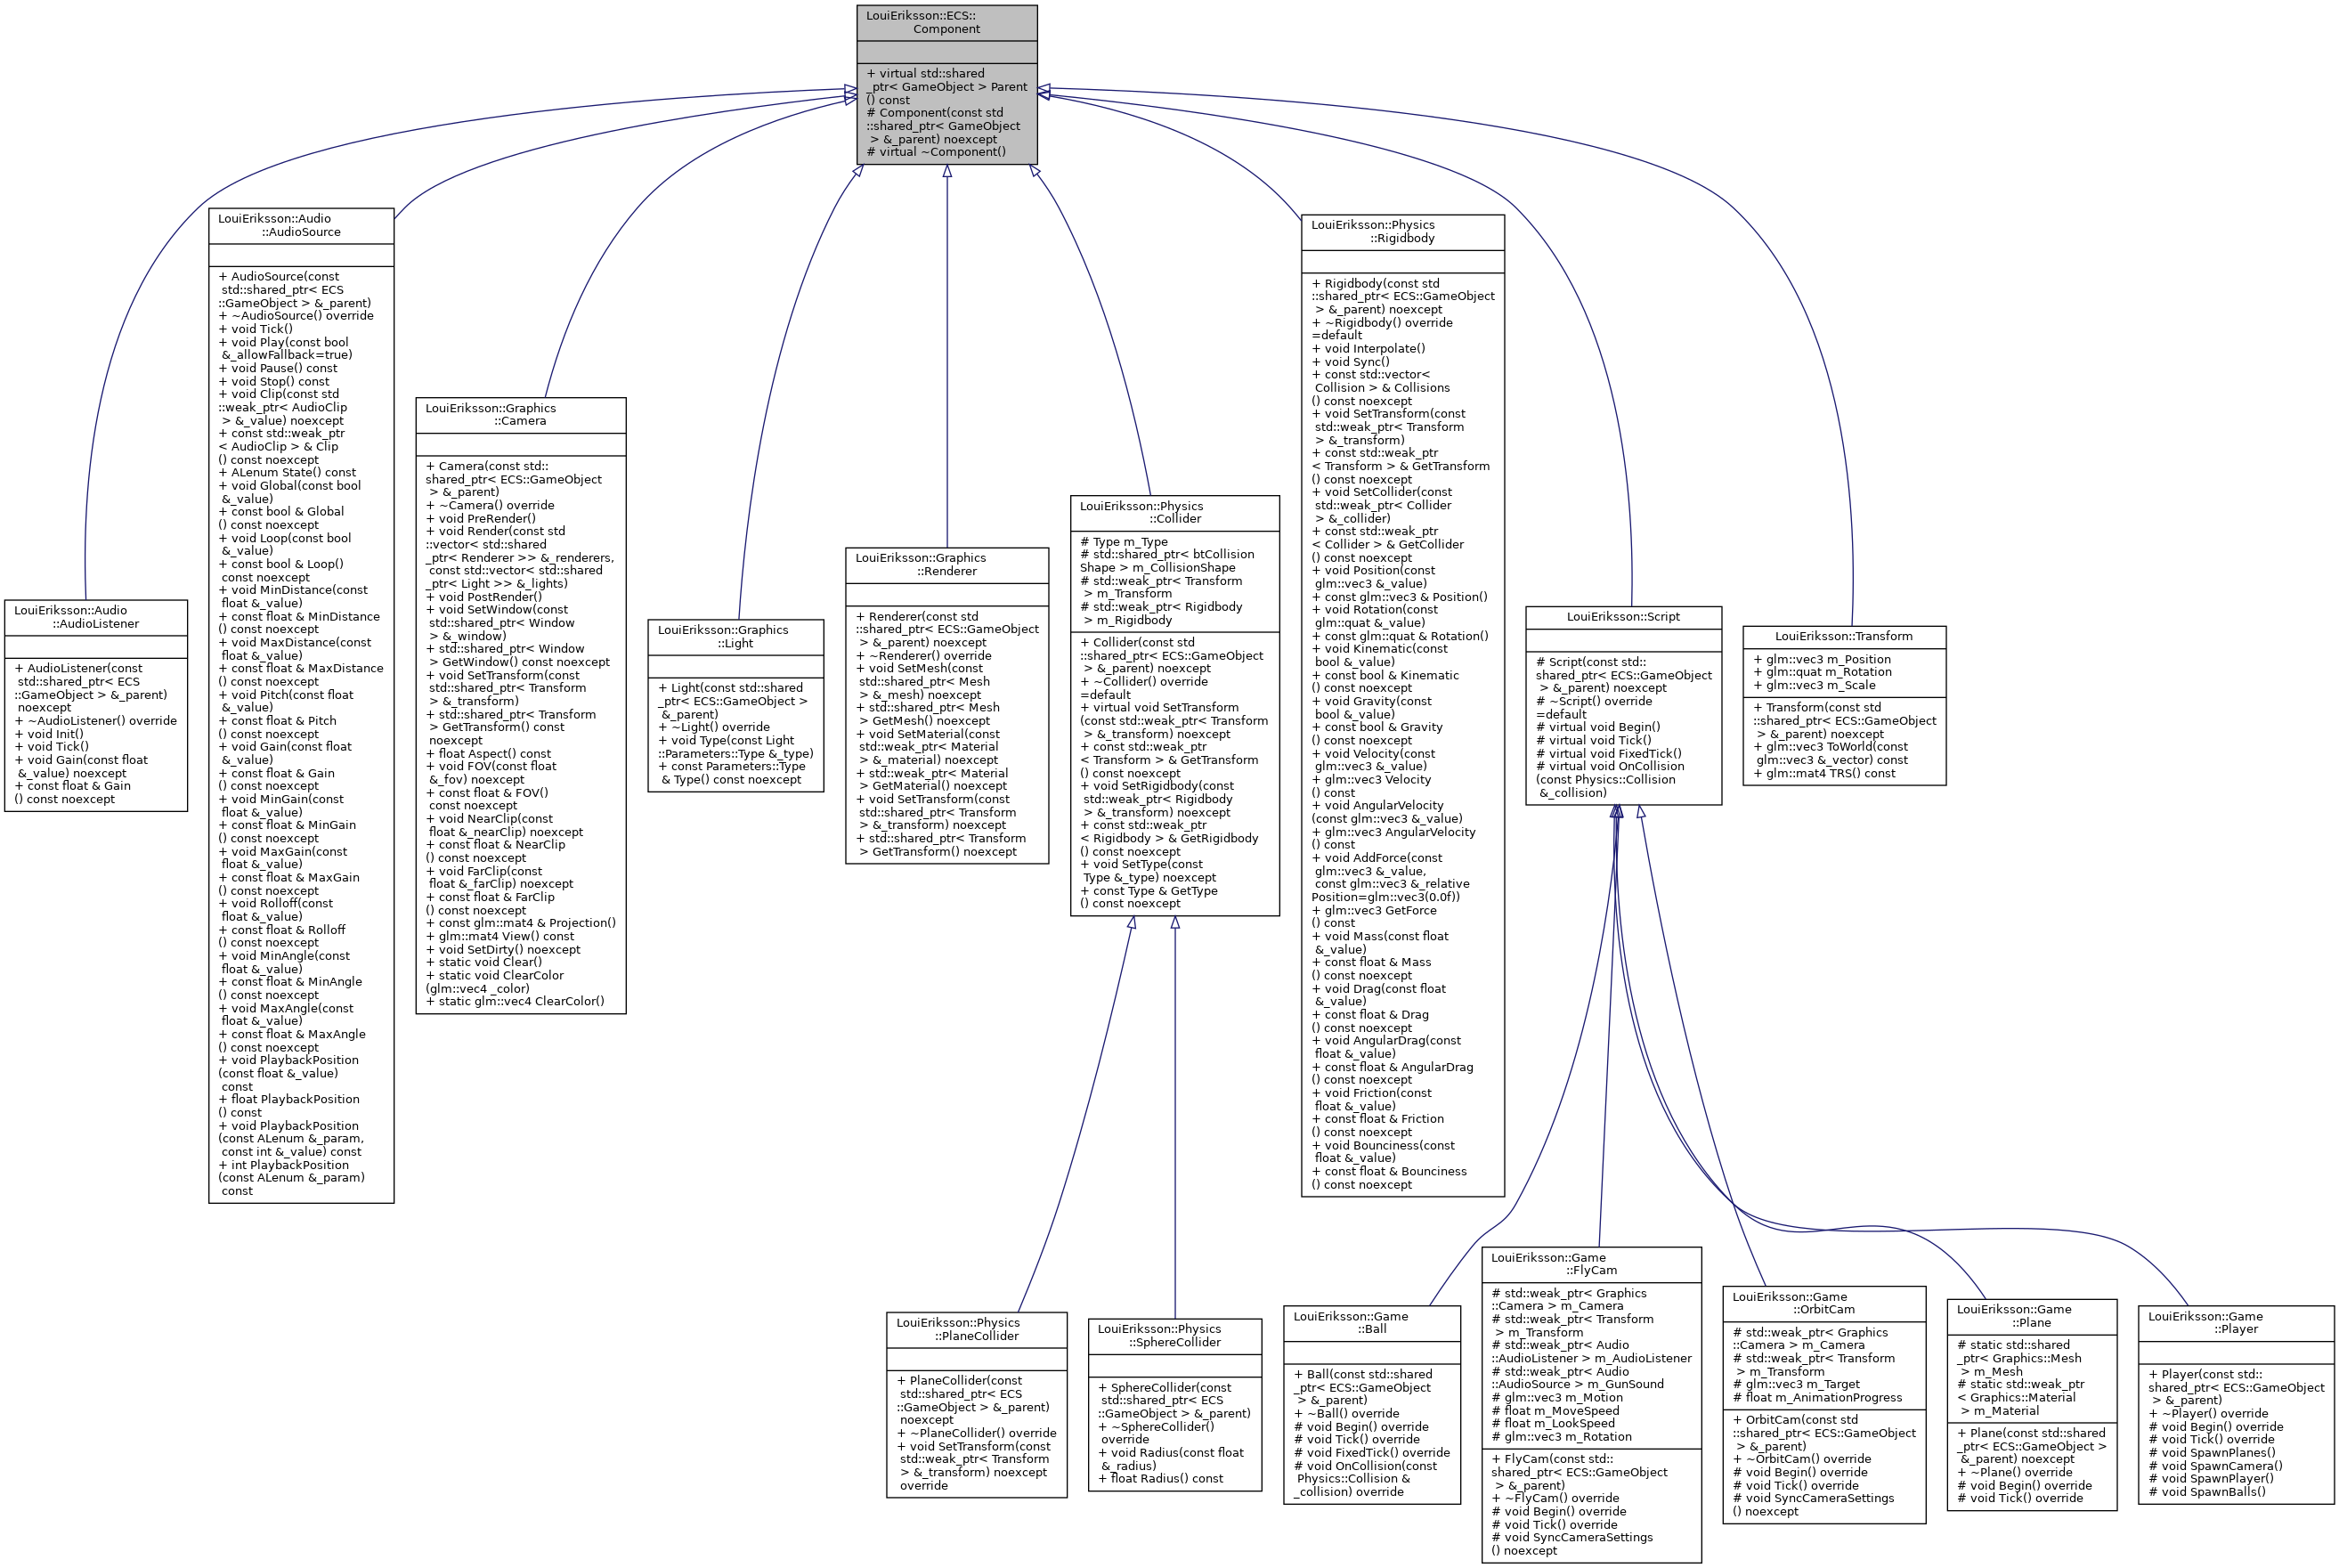 LouiEriksson::ECS::
Component
+ virtual std::shared
_ptr< GameObject > Parent
() const
# Component(const std
::shared_ptr< GameObject
> &_parent) noexcept
# virtual ~Component()
LouiEriksson::Audio
::AudioListener
+ AudioListener(const
std::shared_ptr< ECS
::GameObject > &_parent)
noexcept
+ ~AudioListener() override
+ void Init()
+ void Tick()
+ void Gain(const float
&_value) noexcept
+ const float & Gain
() const noexcept
LouiEriksson::Audio
::AudioSource
+ AudioSource(const
std::shared_ptr< ECS
::GameObject > &_parent)
+ ~AudioSource() override
+ void Tick()
+ void Play(const bool
&_allowFallback=true)
+ void Pause() const
+ void Stop() const
+ void Clip(const std
::weak_ptr< AudioClip
> &_value) noexcept
+ const std::weak_ptr
< AudioClip > & Clip
() const noexcept
+ ALenum State() const
+ void Global(const bool
&_value)
+ const bool & Global
() const noexcept
+ void Loop(const bool
&_value)
+ const bool & Loop()
const noexcept
+ void MinDistance(const
float &_value)
+ const float & MinDistance
() const noexcept
+ void MaxDistance(const
float &_value)
+ const float & MaxDistance
() const noexcept
+ void Pitch(const float
&_value)
+ const float & Pitch
() const noexcept
+ void Gain(const float
&_value)
+ const float & Gain
() const noexcept
+ void MinGain(const
float &_value)
+ const float & MinGain
() const noexcept
+ void MaxGain(const
float &_value)
+ const float & MaxGain
() const noexcept
+ void Rolloff(const
float &_value)
+ const float & Rolloff
() const noexcept
+ void MinAngle(const
float &_value)
+ const float & MinAngle
() const noexcept
+ void MaxAngle(const
float &_value)
+ const float & MaxAngle
() const noexcept
+ void PlaybackPosition
(const float &_value)
const
+ float PlaybackPosition
() const
+ void PlaybackPosition
(const ALenum &_param,
const int &_value) const
+ int PlaybackPosition
(const ALenum &_param)
const
LouiEriksson::Graphics
::Camera
+ Camera(const std::
shared_ptr< ECS::GameObject
> &_parent)
+ ~Camera() override
+ void PreRender()
+ void Render(const std
::vector< std::shared
_ptr< Renderer >> &_renderers,
const std::vector< std::shared
_ptr< Light >> &_lights)
+ void PostRender()
+ void SetWindow(const
std::shared_ptr< Window
> &_window)
+ std::shared_ptr< Window
> GetWindow() const noexcept
+ void SetTransform(const
std::shared_ptr< Transform
> &_transform)
+ std::shared_ptr< Transform
> GetTransform() const
noexcept
+ float Aspect() const
+ void FOV(const float
&_fov) noexcept
+ const float & FOV()
const noexcept
+ void NearClip(const
float &_nearClip) noexcept
+ const float & NearClip
() const noexcept
+ void FarClip(const
float &_farClip) noexcept
+ const float & FarClip
() const noexcept
+ const glm::mat4 & Projection()
+ glm::mat4 View() const
+ void SetDirty() noexcept
+ static void Clear()
+ static void ClearColor
(glm::vec4 _color)
+ static glm::vec4 ClearColor()
LouiEriksson::Graphics
::Light
+ Light(const std::shared
_ptr< ECS::GameObject >
&_parent)
+ ~Light() override
+ void Type(const Light
::Parameters::Type &_type)
+ const Parameters::Type
& Type() const noexcept
LouiEriksson::Graphics
::Renderer
+ Renderer(const std
::shared_ptr< ECS::GameObject
> &_parent) noexcept
+ ~Renderer() override
+ void SetMesh(const
std::shared_ptr< Mesh
> &_mesh) noexcept
+ std::shared_ptr< Mesh
> GetMesh() noexcept
+ void SetMaterial(const
std::weak_ptr< Material
> &_material) noexcept
+ std::weak_ptr< Material
> GetMaterial() noexcept
+ void SetTransform(const
std::shared_ptr< Transform
> &_transform) noexcept
+ std::shared_ptr< Transform
> GetTransform() noexcept
LouiEriksson::Physics
::Collider
# Type m_Type
# std::shared_ptr< btCollision
Shape > m_CollisionShape
# std::weak_ptr< Transform
> m_Transform
# std::weak_ptr< Rigidbody
> m_Rigidbody
+ Collider(const std
::shared_ptr< ECS::GameObject
> &_parent) noexcept
+ ~Collider() override
=default
+ virtual void SetTransform
(const std::weak_ptr< Transform
> &_transform) noexcept
+ const std::weak_ptr
< Transform > & GetTransform
() const noexcept
+ void SetRigidbody(const
std::weak_ptr< Rigidbody
> &_transform) noexcept
+ const std::weak_ptr
< Rigidbody > & GetRigidbody
() const noexcept
+ void SetType(const
Type &_type) noexcept
+ const Type & GetType
() const noexcept
LouiEriksson::Physics
::Rigidbody
+ Rigidbody(const std
::shared_ptr< ECS::GameObject
> &_parent) noexcept
+ ~Rigidbody() override
=default
+ void Interpolate()
+ void Sync()
+ const std::vector<
Collision > & Collisions
() const noexcept
+ void SetTransform(const
std::weak_ptr< Transform
> &_transform)
+ const std::weak_ptr
< Transform > & GetTransform
() const noexcept
+ void SetCollider(const
std::weak_ptr< Collider
> &_collider)
+ const std::weak_ptr
< Collider > & GetCollider
() const noexcept
+ void Position(const
glm::vec3 &_value)
+ const glm::vec3 & Position()
+ void Rotation(const
glm::quat &_value)
+ const glm::quat & Rotation()
+ void Kinematic(const
bool &_value)
+ const bool & Kinematic
() const noexcept
+ void Gravity(const
bool &_value)
+ const bool & Gravity
() const noexcept
+ void Velocity(const
glm::vec3 &_value)
+ glm::vec3 Velocity
() const
+ void AngularVelocity
(const glm::vec3 &_value)
+ glm::vec3 AngularVelocity
() const
+ void AddForce(const
glm::vec3 &_value,
const glm::vec3 &_relative
Position=glm::vec3(0.0f))
+ glm::vec3 GetForce
() const
+ void Mass(const float
&_value)
+ const float & Mass
() const noexcept
+ void Drag(const float
&_value)
+ const float & Drag
() const noexcept
+ void AngularDrag(const
float &_value)
+ const float & AngularDrag
() const noexcept
+ void Friction(const
float &_value)
+ const float & Friction
() const noexcept
+ void Bounciness(const
float &_value)
+ const float & Bounciness
() const noexcept
LouiEriksson::Script
# Script(const std::
shared_ptr< ECS::GameObject
> &_parent) noexcept
# ~Script() override
=default
# virtual void Begin()
# virtual void Tick()
# virtual void FixedTick()
# virtual void OnCollision
(const Physics::Collision
&_collision)
LouiEriksson::Transform
+ glm::vec3 m_Position
+ glm::quat m_Rotation
+ glm::vec3 m_Scale
+ Transform(const std
::shared_ptr< ECS::GameObject
> &_parent) noexcept
+ glm::vec3 ToWorld(const
glm::vec3 &_vector) const
+ glm::mat4 TRS() const
LouiEriksson::Physics
::PlaneCollider
+ PlaneCollider(const
std::shared_ptr< ECS
::GameObject > &_parent)
noexcept
+ ~PlaneCollider() override
+ void SetTransform(const
std::weak_ptr< Transform
> &_transform) noexcept
override
LouiEriksson::Physics
::SphereCollider
+ SphereCollider(const
std::shared_ptr< ECS
::GameObject > &_parent)
+ ~SphereCollider()
override
+ void Radius(const float
&_radius)
+ float Radius() const
LouiEriksson::Game
::Ball
+ Ball(const std::shared
_ptr< ECS::GameObject
> &_parent)
+ ~Ball() override
# void Begin() override
# void Tick() override
# void FixedTick() override
# void OnCollision(const
Physics::Collision &
_collision) override
LouiEriksson::Game
::FlyCam
# std::weak_ptr< Graphics
::Camera > m_Camera
# std::weak_ptr< Transform
> m_Transform
# std::weak_ptr< Audio
::AudioListener > m_AudioListener
# std::weak_ptr< Audio
::AudioSource > m_GunSound
# glm::vec3 m_Motion
# float m_MoveSpeed
# float m_LookSpeed
# glm::vec3 m_Rotation
+ FlyCam(const std::
shared_ptr< ECS::GameObject
> &_parent)
+ ~FlyCam() override
# void Begin() override
# void Tick() override
# void SyncCameraSettings
() noexcept
LouiEriksson::Game
::OrbitCam
# std::weak_ptr< Graphics
::Camera > m_Camera
# std::weak_ptr< Transform
> m_Transform
# glm::vec3 m_Target
# float m_AnimationProgress
+ OrbitCam(const std
::shared_ptr< ECS::GameObject
> &_parent)
+ ~OrbitCam() override
# void Begin() override
# void Tick() override
# void SyncCameraSettings
() noexcept
LouiEriksson::Game
::Plane
# static std::shared
_ptr< Graphics::Mesh
> m_Mesh
# static std::weak_ptr
< Graphics::Material
> m_Material
+ Plane(const std::shared
_ptr< ECS::GameObject >
&_parent) noexcept
+ ~Plane() override
# void Begin() override
# void Tick() override
LouiEriksson::Game
::Player
+ Player(const std::
shared_ptr< ECS::GameObject
> &_parent)
+ ~Player() override
# void Begin() override
# void Tick() override
# void SpawnPlanes()
# void SpawnCamera()
# void SpawnPlayer()
# void SpawnBalls()